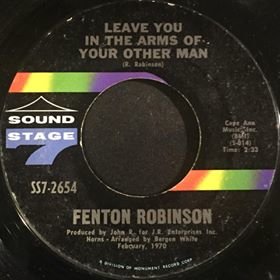 LEAVE YOU
IN THE ARMS OF
YOUR OTHER MAN
(R. Robinson)
SOUND
STAGE
7
Cape Ann
Music, Inc.
(BMI)
(S-814)
Time: 2:33
SS7-2654
FENTON ROBINSON
Produced by John R. for J.R. Enterprises Inc.
Horns - Arranged by Bergen White
February, 1970
A DIVISION OF MONUMENT RECORD CORP.